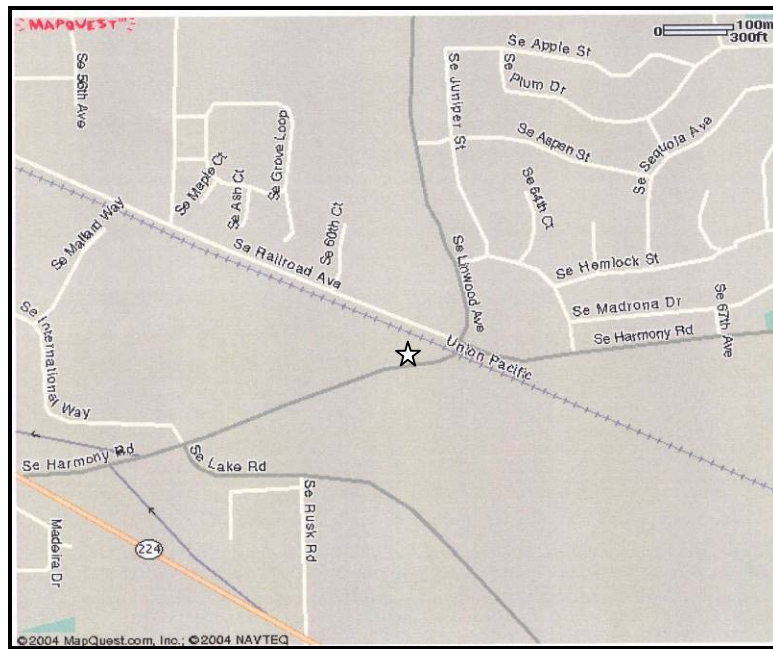 MAPQUEST™
0 100m
300ft
Se Apple St
Se 56th Ave
Se Juniper St
Se Plum Dr
Se Aspen St
Se Sequoia Ave
Se Grove Loop
Se Maple Ct
Se Ash Ct
Se 60th Ct
Se 64th Ct
Se Mallard Way
Se Railroad Ave
Se Linwood Ave
Se Hemlock St
Se Madrona Dr
Se 67th Ave
Se Harmony Rd
Se International Way
Union Pacific
Se Harmony Rd
Se Lake Rd
Se Rusk Rd
Madeira Dr
224
©2004 MapQuest.com, Inc.; ©2004 NAVTEQ